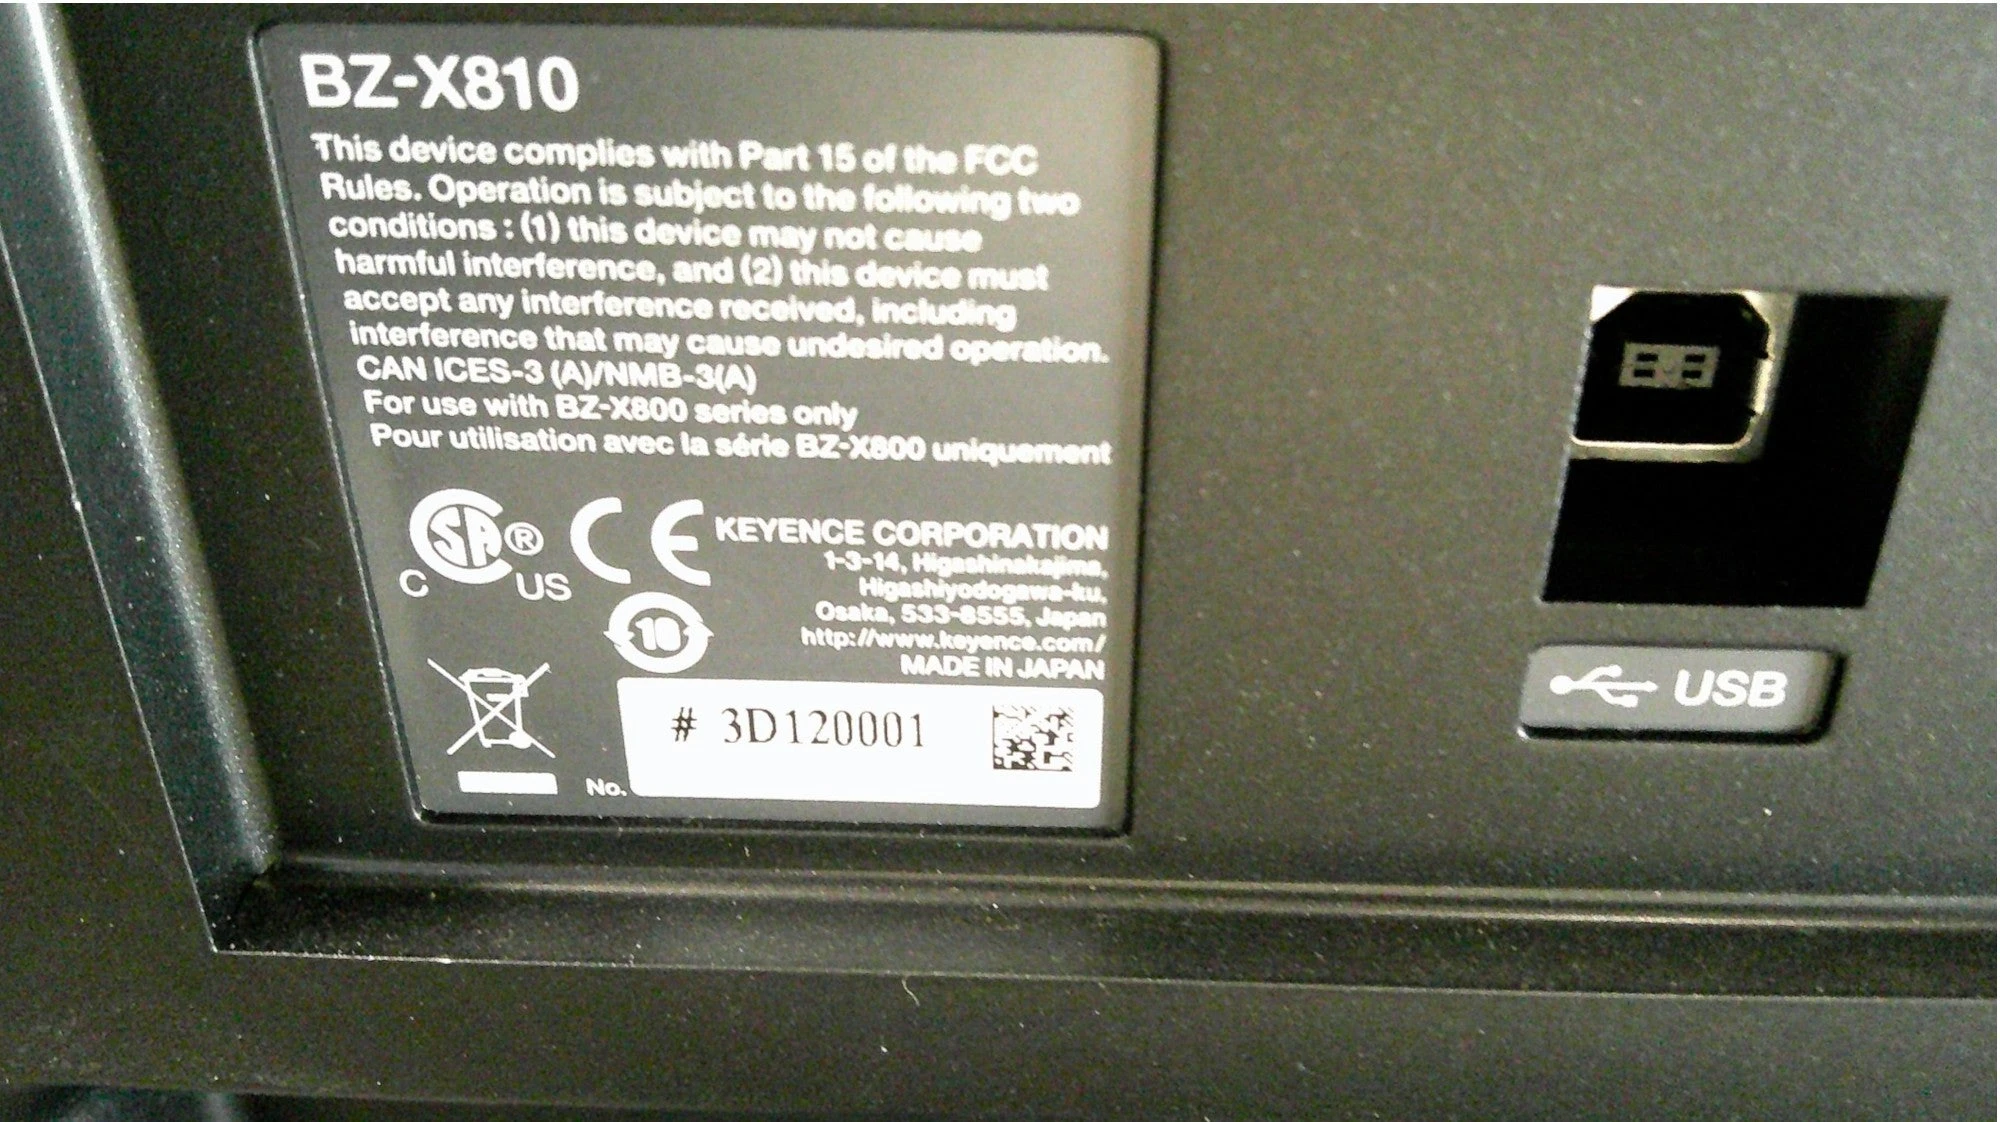 BZ-X810
This device complies with Part 15 of the FCC
Rules. Operation is subject to the following two
conditions : (1) this device may not cause
harmful interference, and (2) this device must
accept any interference received, including
interference that may cause undesired operation.
CAN ICES-3 (A)/NMB-3(A)
For use with BZ-X800 series only
Pour utilisation avec la série BZ-X800 uniquement
SA ®
C US
CE
KEYENCE CORPORATION
1-3-14, Higashinakajima,
Higashiyodogawa-ku,
Osaka, 533-8555, Japan
http://www.keyence.com/
MADE IN JAPAN
10
No.
# 3D120001
USB